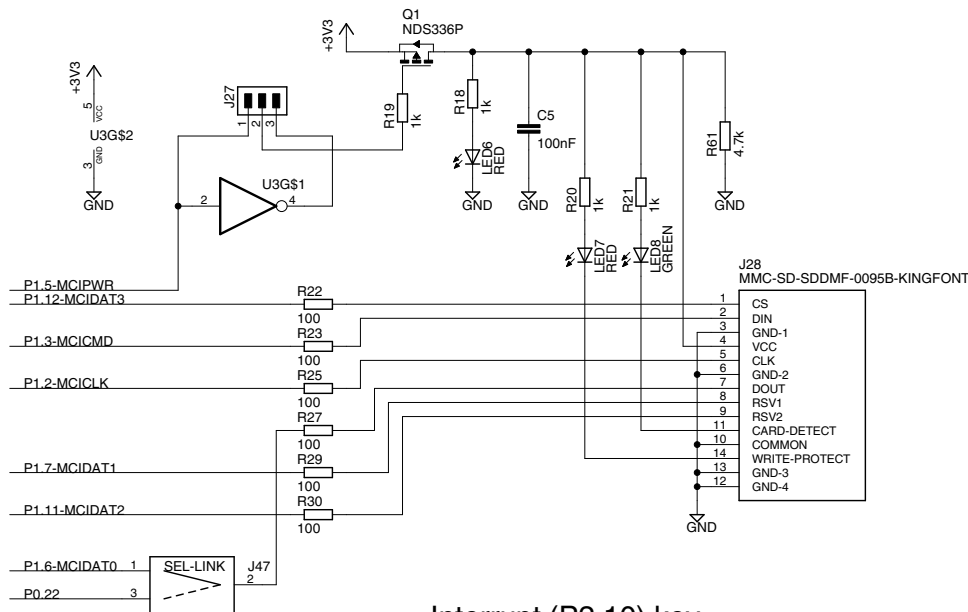 Q1
NDS336P
+3V3
+3V3
J27
1 2 3
5 VCC
U3G$2
3 GND
GND
U3G$1
2
4
R19
1k
R18
1k
LED6
RED
GND
C5
100nF
GND
R20
1k
LED7
RED
R21
1k
LED8
GREEN
R61
4.7k
GND
J28
MMC-SD-SDDMF-0095B-KINGFONT
P1.5-MCIPWR
P1.12-MCIDAT3
R22
100
P1.3-MCICMD
R23
100
P1.2-MCICLK
R25
100
R27
100
P1.7-MCIDAT1
R29
100
P1.11-MCIDAT2
R30
100
1 CS
2 DIN
3 GND-1
4 VCC
5 CLK
6 GND-2
7 DOUT
8 RSV1
9 RSV2
11 CARD-DETECT
10 COMMON
14 WRITE-PROTECT
13 GND-3
12 GND-4
GND
P1.6-MCIDAT0 1
SEL-LINK
J47
2
P0.22 3
Interrupt (P2.10) key